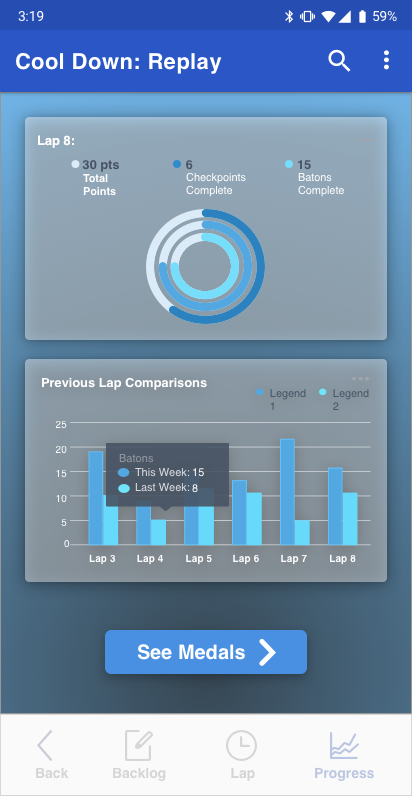 3:19
59%
Cool Down: Replay
Lap 8:
30 pts
Total
Points
6
Checkpoints
Complete
15
Batons
Complete
Previous Lap Comparisons
Legend
1
Legend
2
25
20
15
10
5
0
Batons
This Week: 15
Last Week: 8
Lap 3
Lap 4
Lap 5
Lap 6
Lap 7
Lap 8
See Medals
Back
Backlog
Lap
Progress